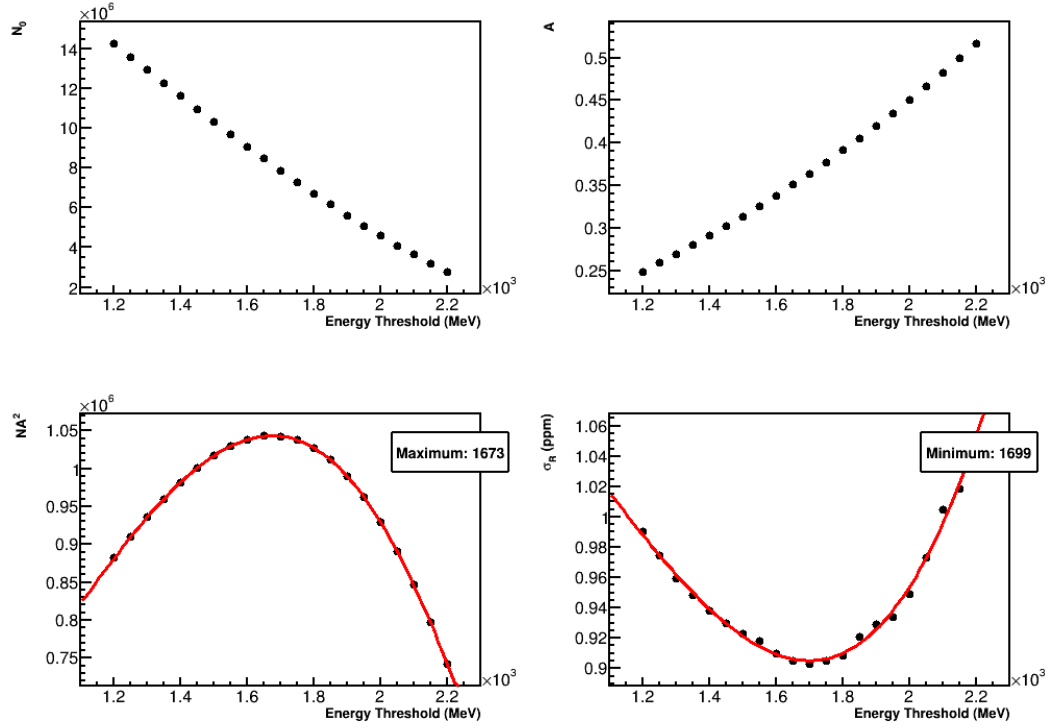 N₀
×10⁶
14
12
10
8
6
4
2
1.2 1.4 1.6 1.8 2 2.2
×10³
Energy Threshold (MeV)
A
0.5
0.45
0.4
0.35
0.3
0.25
1.2 1.4 1.6 1.8 2 2.2
×10³
Energy Threshold (MeV)
NA²
×10⁶
1.05
1
0.95
0.9
0.85
0.8
0.75
Maximum: 1673
1.2 1.4 1.6 1.8 2 2.2
×10³
Energy Threshold (MeV)
σ_R (ppm)
1.06
1.04
1.02
1
0.98
0.96
0.94
0.92
0.9
Minimum: 1699
1.2 1.4 1.6 1.8 2 2.2
×10³
Energy Threshold (MeV)